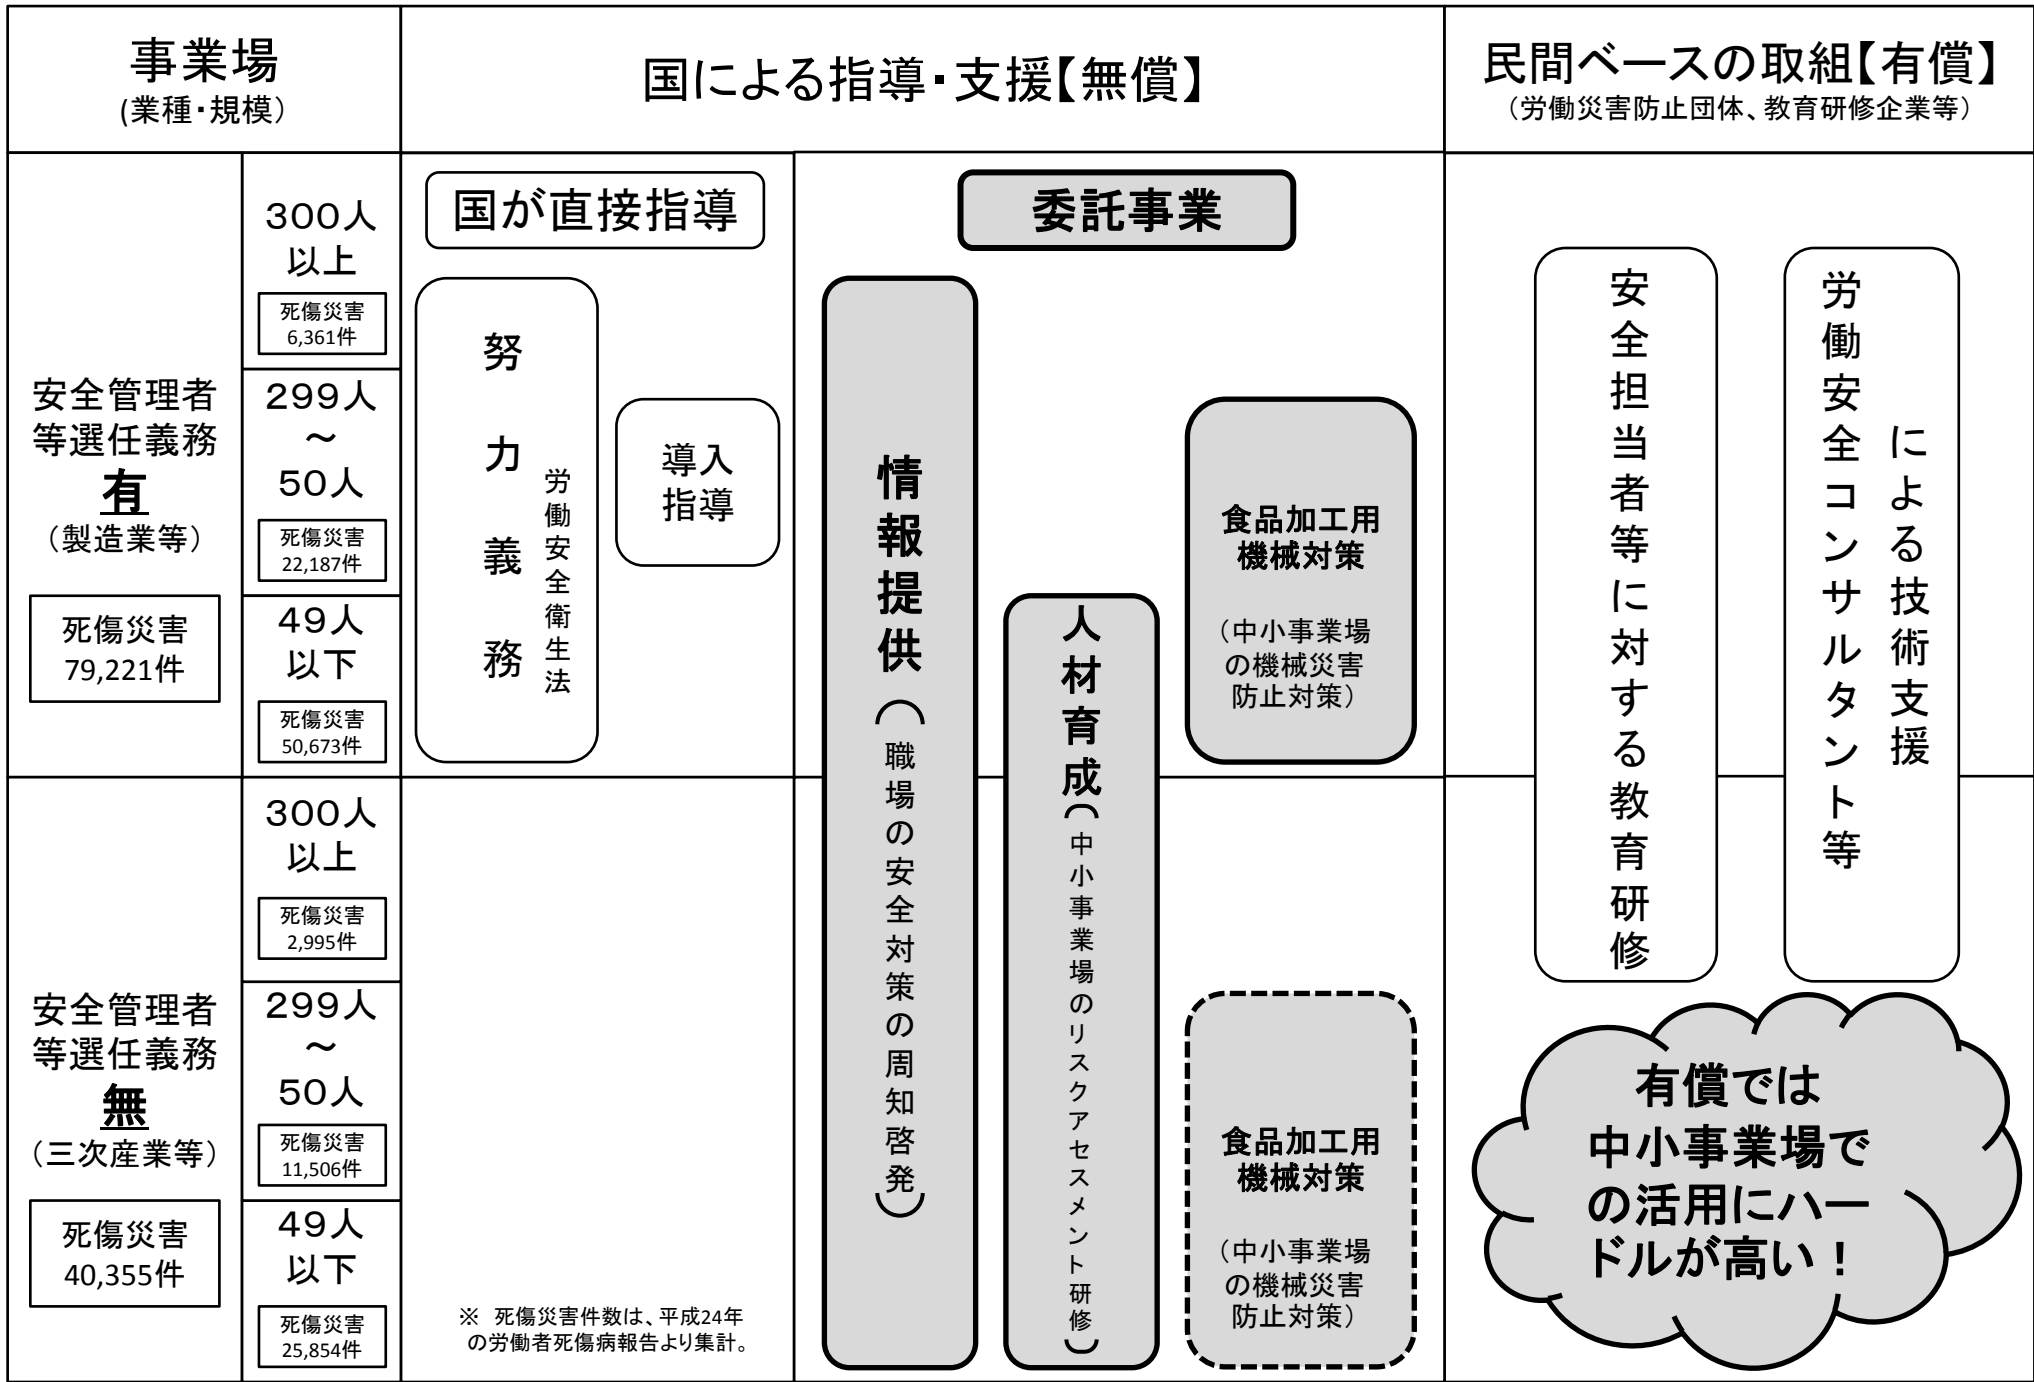 事業場
(業種・規模)
国による指導・支援【無償】
民間ベースの取組【有償】
(労働災害防止団体、教育研修企業等)
安全管理者
等選任義務
有
(製造業等)
死傷災害
79,221件
300人
以上
死傷災害
6,361件
299人
～
50人
死傷災害
22,187件
49人
以下
死傷災害
50,673件
国が直接指導
努力義務
労働安全衛生法
導入
指導
委託事業
情報提供(職場の安全対策の周知啓発)
人材育成(中小事業場のリスクアセスメント研修)
食品加工用
機械対策
(中小事業場
の機械災害
防止対策)
安全担当者等に対する教育研修
労働安全コンサルタント等
による技術支援
安全管理者
等選任義務
無
(三次産業等)
死傷災害
40,355件
300人
以上
死傷災害
2,995件
299人
～
50人
死傷災害
11,506件
49人
以下
死傷災害
25,854件
※ 死傷災害件数は、平成24年
の労働者死傷病報告より集計。
食品加工用
機械対策
(中小事業場
の機械災害
防止対策)
有償では
中小事業場で
の活用にハー
ドルが高い！